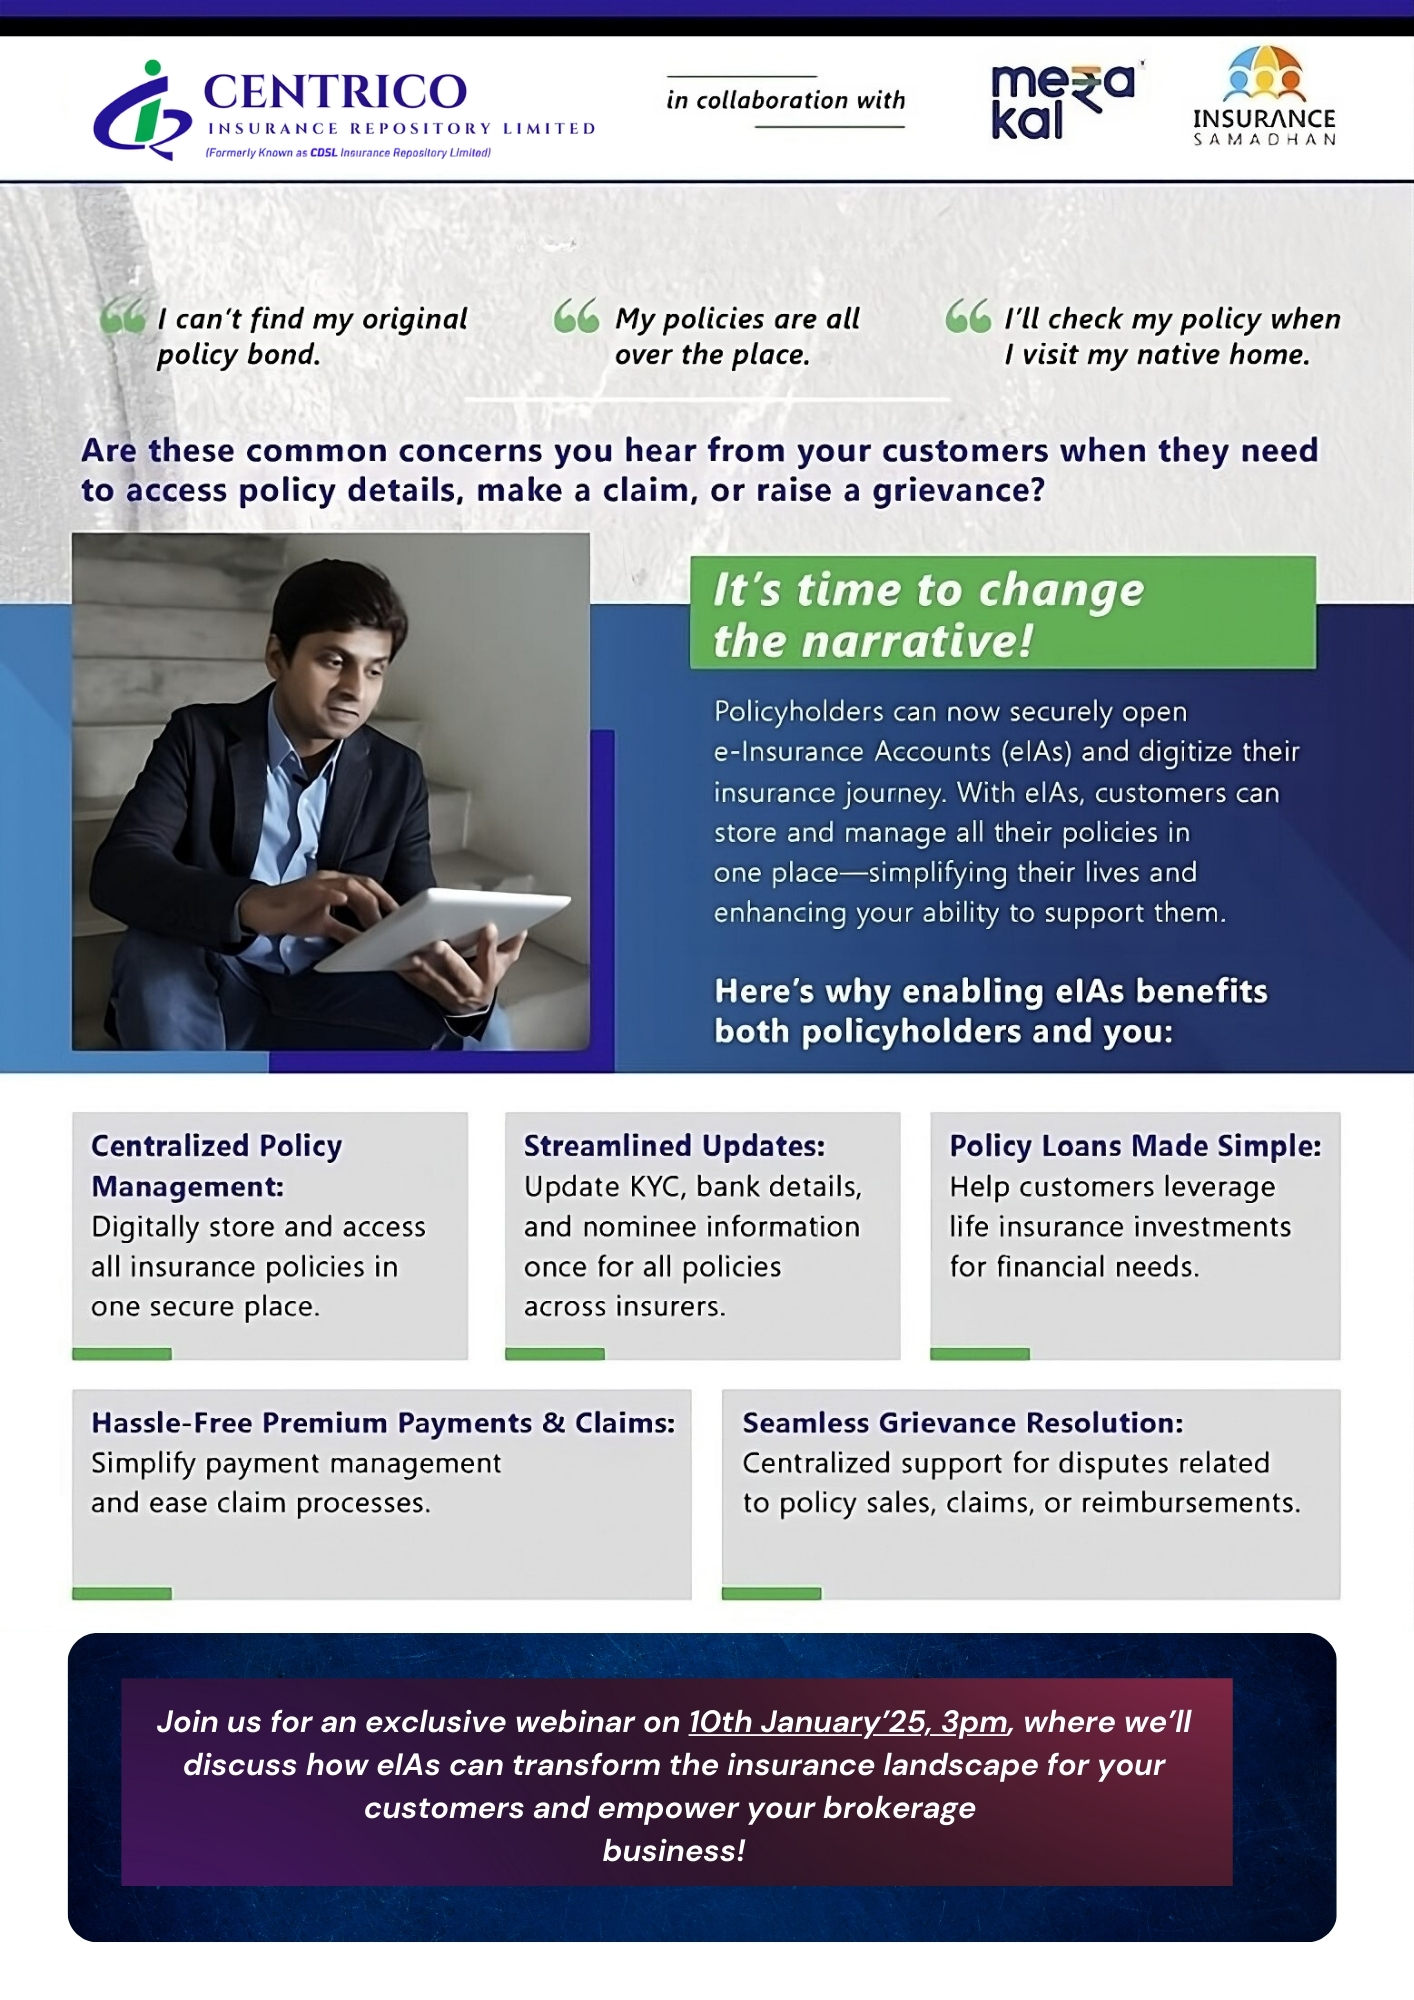 CENTRICO
INSURANCE REPOSITORY LIMITED
(Formerly Known as CDSL Insurance Repository Limited)
in collaboration with
me₹a
kal
INSURANCE
SAMADHAN
“ I can't find my original
policy bond.
“ My policies are all
over the place.
“ I'll check my policy when
I visit my native home.
Are these common concerns you hear from your customers when they need
to access policy details, make a claim, or raise a grievance?
It's time to change
the narrative!
Policyholders can now securely open
e-Insurance Accounts (eIAs) and digitize their
insurance journey. With eIAs, customers can
store and manage all their policies in
one place—simplifying their lives and
enhancing your ability to support them.
Here's why enabling eIAs benefits
both policyholders and you:
Centralized Policy
Management:
Digitally store and access
all insurance policies in
one secure place.
Streamlined Updates:
Update KYC, bank details,
and nominee information
once for all policies
across insurers.
Policy Loans Made Simple:
Help customers leverage
life insurance investments
for financial needs.
Hassle-Free Premium Payments & Claims:
Simplify payment management
and ease claim processes.
Seamless Grievance Resolution:
Centralized support for disputes related
to policy sales, claims, or reimbursements.
Join us for an exclusive webinar on 10th January'25, 3pm, where we'll
discuss how eIAs can transform the insurance landscape for your
customers and empower your brokerage
business!